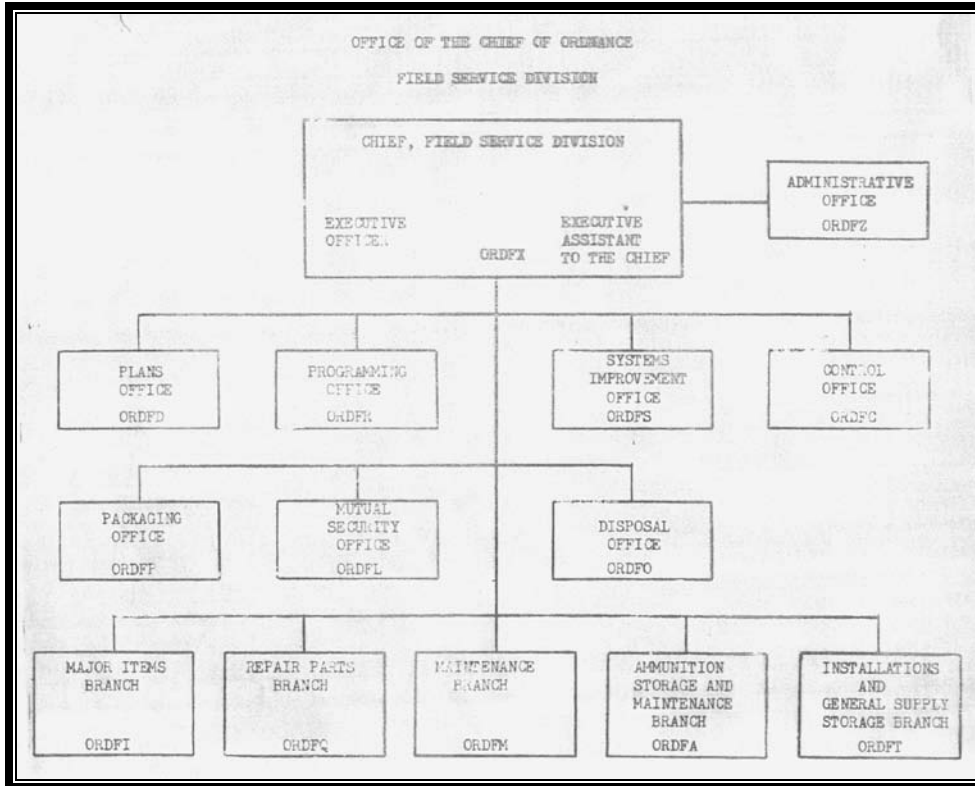 OFFICE OF THE CHIEF OF ORDNANCE
FIELD SERVICE DIVISION
CHIEF, FIELD SERVICE DIVISION
EXECUTIVE
OFFICER
ORDFX
EXECUTIVE
ASSISTANT
TO THE CHIEF
ADMINISTRATIVE
OFFICE
ORDFZ
PLANS
OFFICE
ORDFD
PROGRAMMING
OFFICE
ORDFR
SYSTEMS
IMPROVEMENT
OFFICE
ORDFS
CONTROL
OFFICE
ORDFC
PACKAGING
OFFICE
ORDFP
MUTUAL
SECURITY
OFFICE
ORDFL
DISPOSAL
OFFICE
ORDFO
MAJOR ITEMS
BRANCH
ORDFI
REPAIR PARTS
BRANCH
ORDFQ
MAINTENANCE
BRANCH
ORDFM
AMMUNITION
STORAGE AND
MAINTENANCE
BRANCH
ORDFA
INSTALLATIONS
AND
GENERAL SUPPLY
STORAGE BRANCH
ORDFT